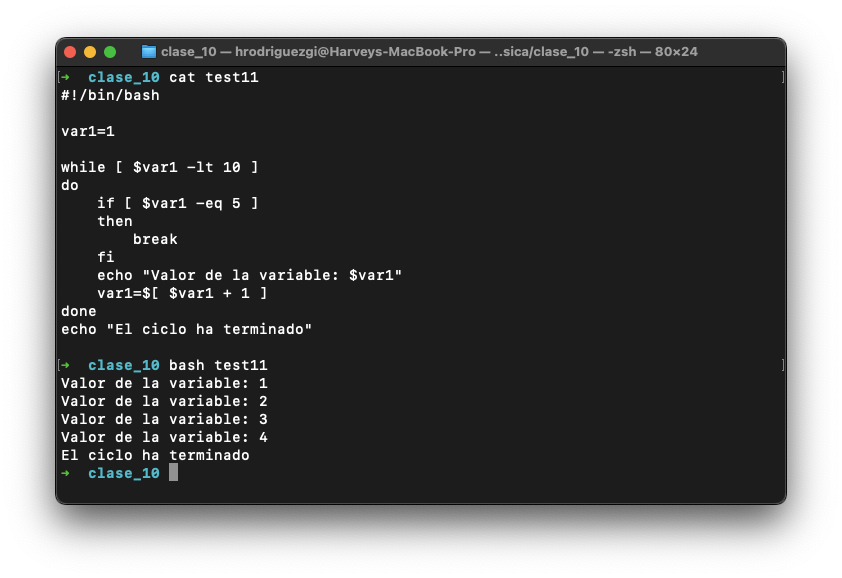 clase_10 — hrodriguezgi@Harveys-MacBook-Pro — ..sica/clase_10 — -zsh — 80×24
[➜  clase_10 cat test11 ]
#!/bin/bash

var1=1

while [ $var1 -lt 10 ]
do
    if [ $var1 -eq 5 ]
    then
        break
    fi
    echo "Valor de la variable: $var1"
    var1=$[ $var1 + 1 ]
done
echo "El ciclo ha terminado"

[➜  clase_10 bash test11 ]
Valor de la variable: 1
Valor de la variable: 2
Valor de la variable: 3
Valor de la variable: 4
El ciclo ha terminado
➜  clase_10